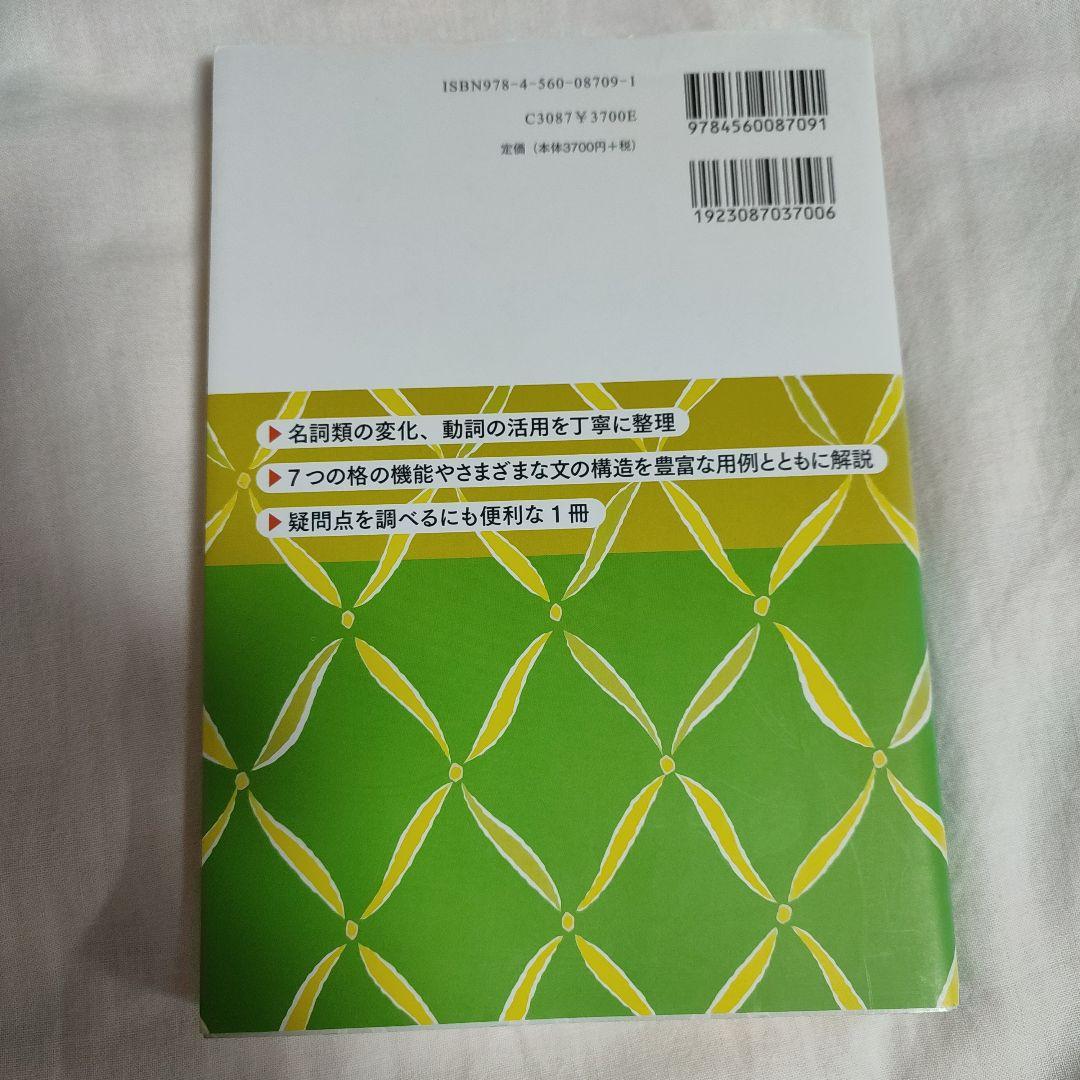 ISBN978-4-560-08709-1
C3087￥3700E
定価（本体3700円＋税）
9784560087091
1923087037006
▶名詞類の変化、動詞の活用を丁寧に整理
▶7つの格の機能やさまざまな文の構造を豊富な用例とともに解説
▶疑問点を調べるにも便利な1冊